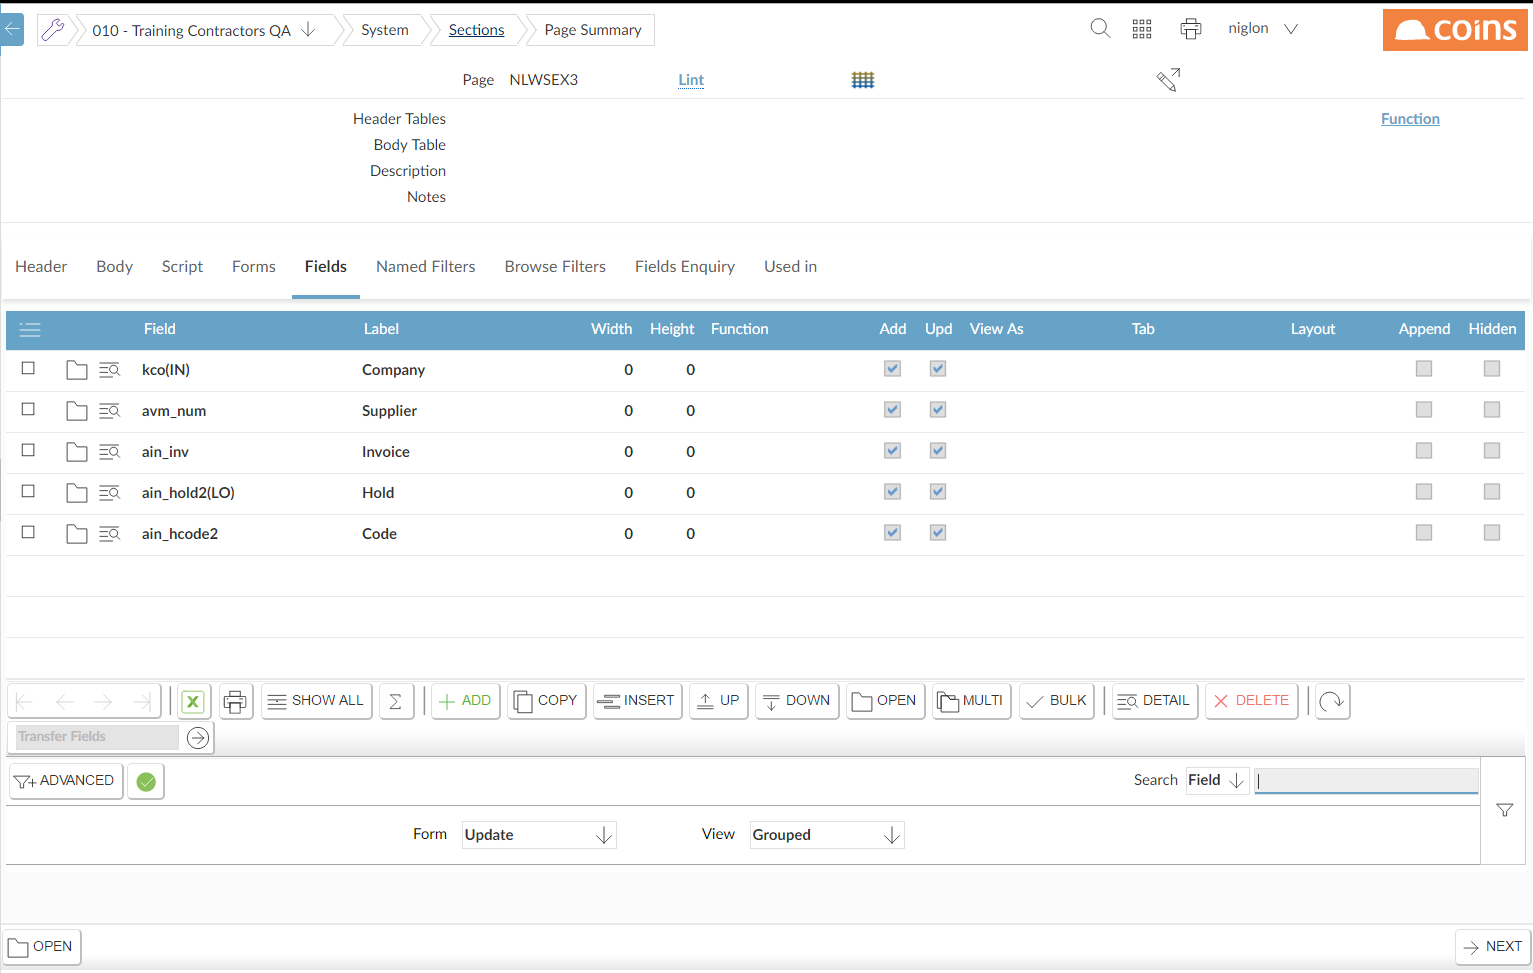 010 - Training Contractors QA System Sections Page Summary niglon coins
Page NLWSEX3 Lint
Header Tables Function
Body Table
Description
Notes
Header Body Script Forms Fields Named Filters Browse Filters Fields Enquiry Used in
Field Label Width Height Function Add Upd View As Tab Layout Append Hidden
kco(IN) Company 0 0
avm_num Supplier 0 0
ain_inv Invoice 0 0
ain_hold2(LO) Hold 0 0
ain_hcode2 Code 0 0
SHOW ALL Σ ADD COPY INSERT UP DOWN OPEN MULTI BULK DETAIL DELETE
Transfer Fields
ADVANCED Search Field
Form Update View Grouped
OPEN NEXT